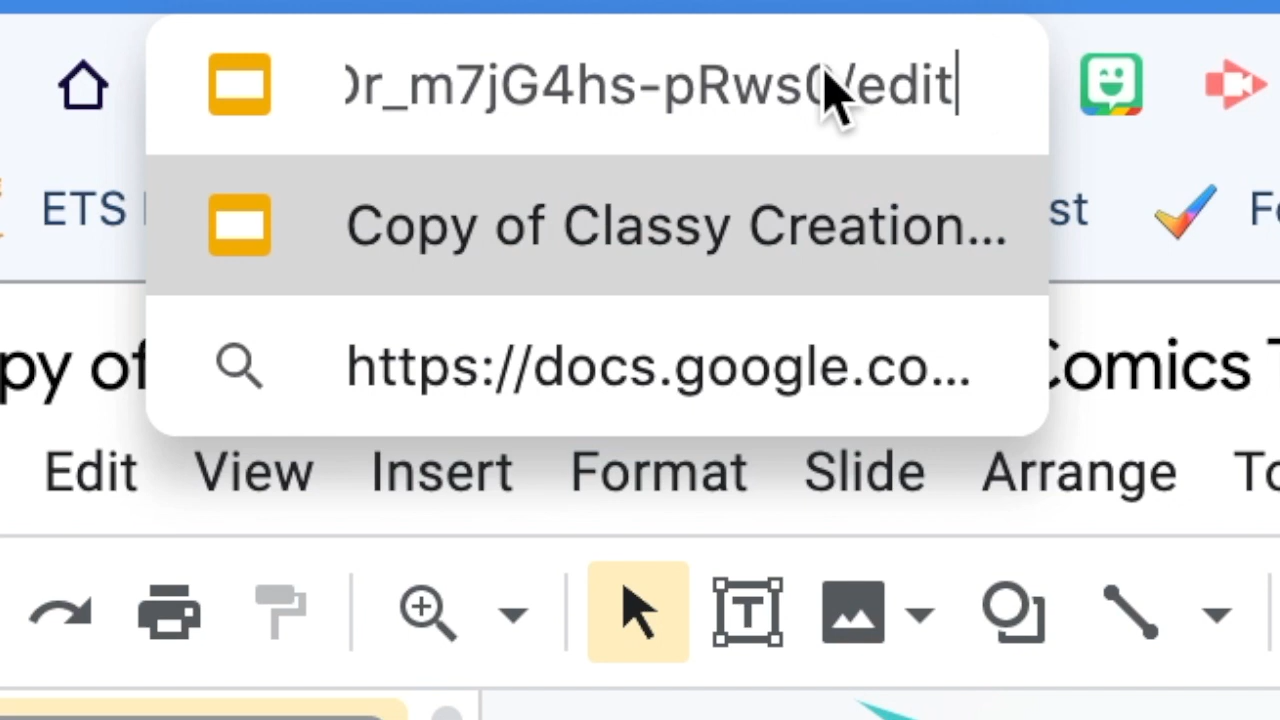 r_m7jG4hs-pRws0/edit
ETS
st
Copy of Classy Creation...
https://docs.google.co...
py of
Comics
Edit View Insert Format Slide Arrange
T